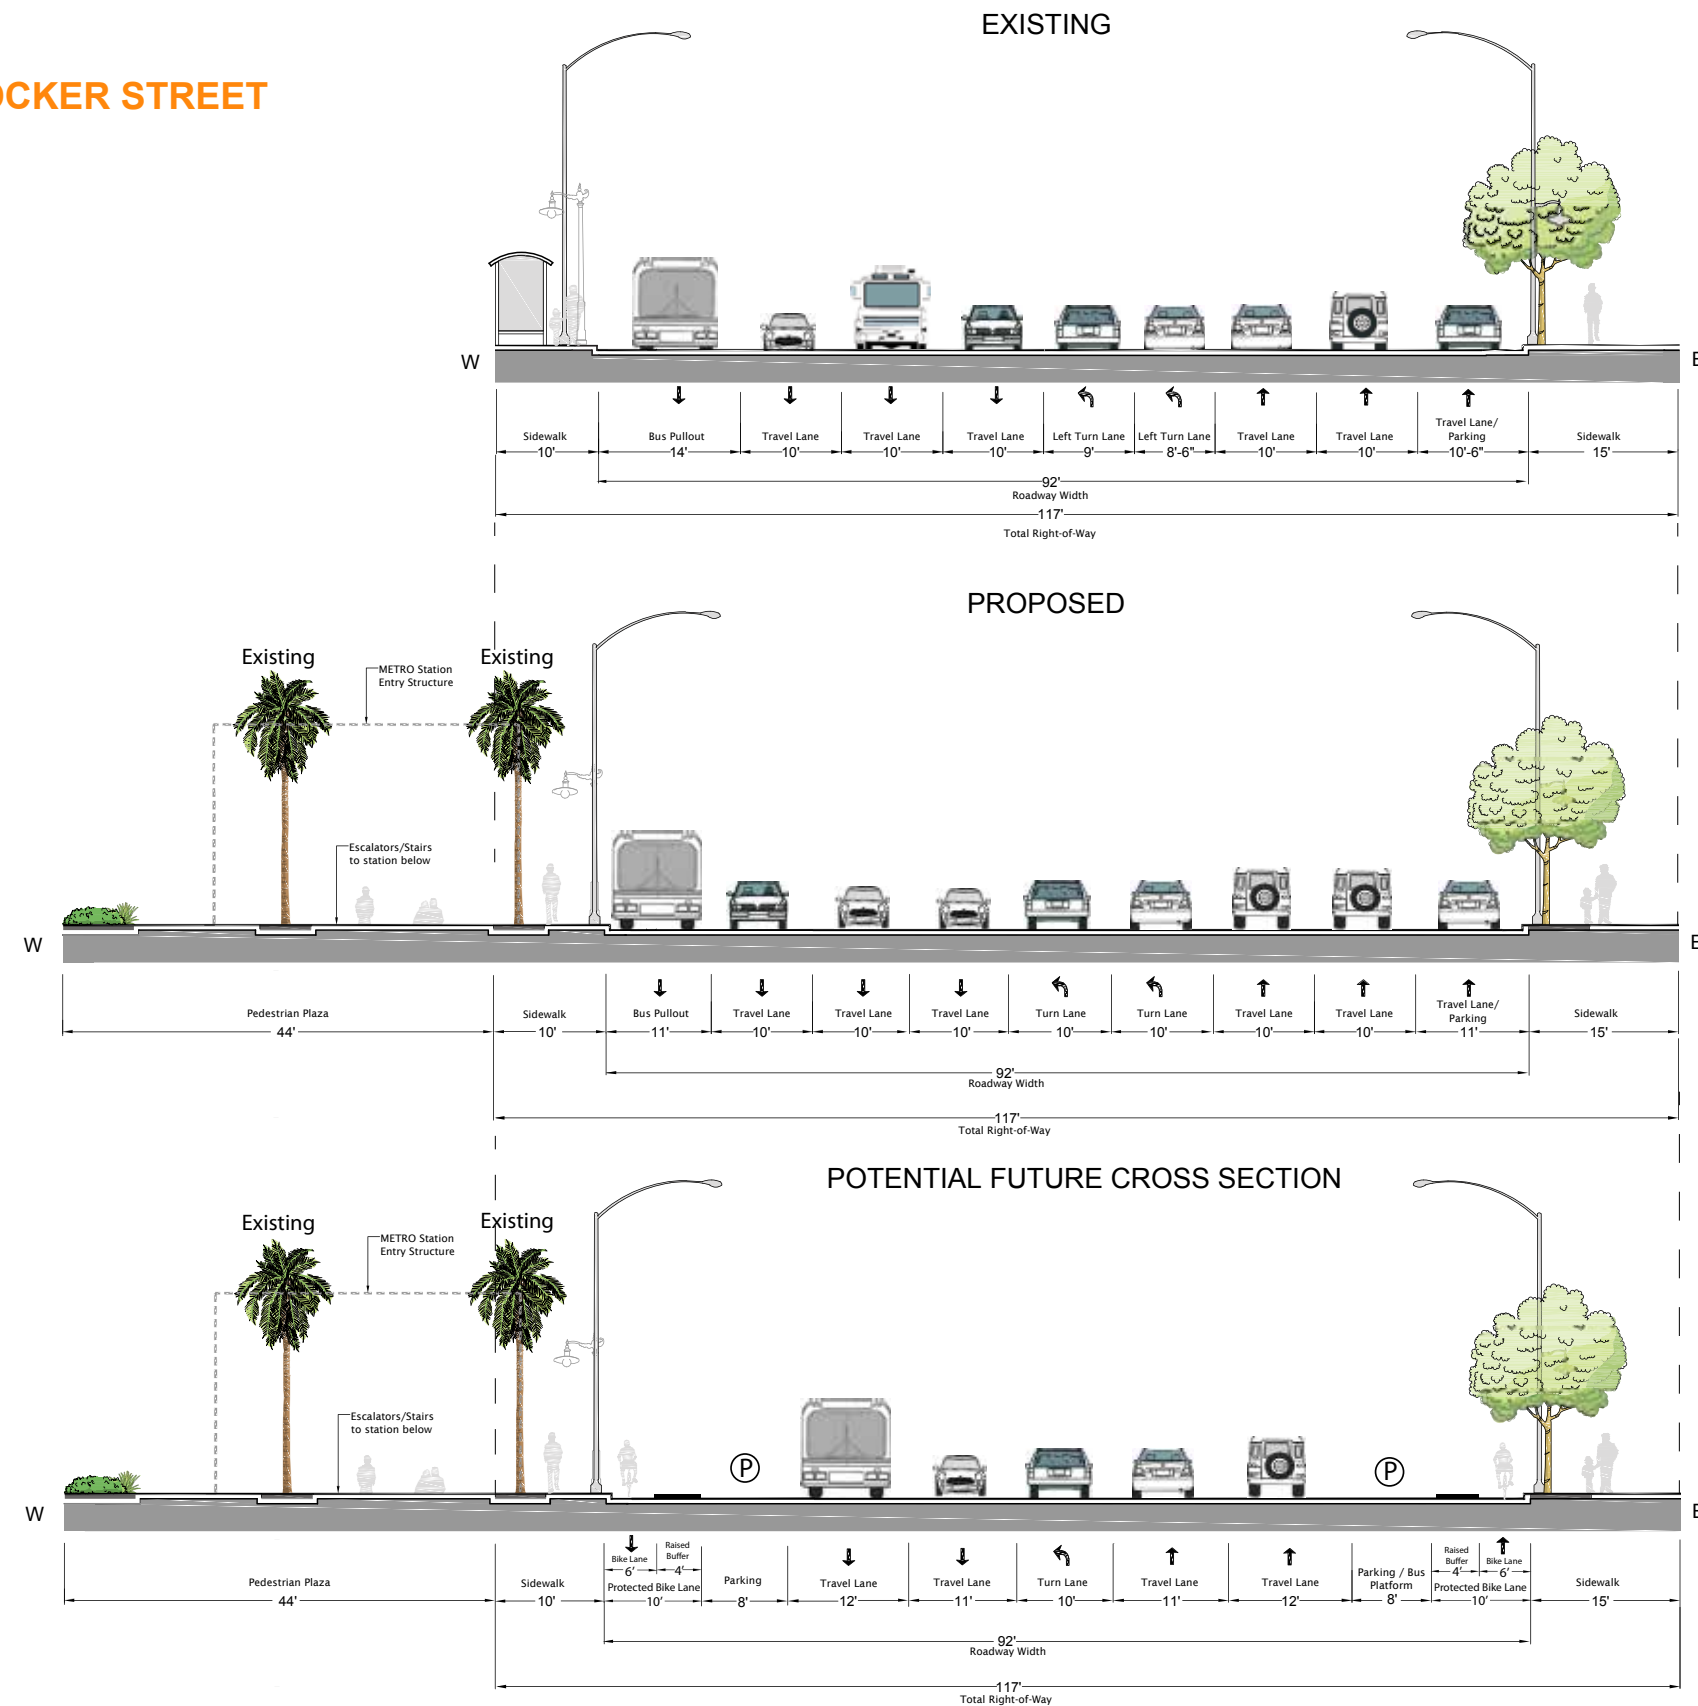 EXISTING
OCKER STREET
W
Sidewalk
10'
Bus Pullout
14'
Travel Lane
10'
Travel Lane
10'
Travel Lane
10'
Left Turn Lane
9'
Left Turn Lane
8'-6"
Travel Lane
10'
Travel Lane
10'
Travel Lane/
Parking
10'-6"
Sidewalk
15'
92'
Roadway Width
117'
Total Right-of-Way
PROPOSED
Existing
Existing
METRO Station
Entry Structure
Escalators/Stairs
to station below
W
Pedestrian Plaza
44'
Sidewalk
10'
Bus Pullout
11'
Travel Lane
10'
Travel Lane
10'
Travel Lane
10'
Turn Lane
10'
Turn Lane
10'
Travel Lane
10'
Travel Lane
10'
Travel Lane/
Parking
11'
Sidewalk
15'
92'
Roadway Width
117'
Total Right-of-Way
POTENTIAL FUTURE CROSS SECTION
Existing
Existing
METRO Station
Entry Structure
Escalators/Stairs
to station below
P
P
W
Pedestrian Plaza
44'
Sidewalk
10'
Bike Lane
6'
Raised
Buffer
4'
Protected Bike Lane
10'
Parking
8'
Travel Lane
12'
Travel Lane
11'
Turn Lane
10'
Travel Lane
11'
Travel Lane
12'
Parking / Bus
Platform
8'
Raised
Buffer
4'
Bike Lane
6'
Protected Bike Lane
10'
Sidewalk
15'
92'
Roadway Width
117'
Total Right-of-Way